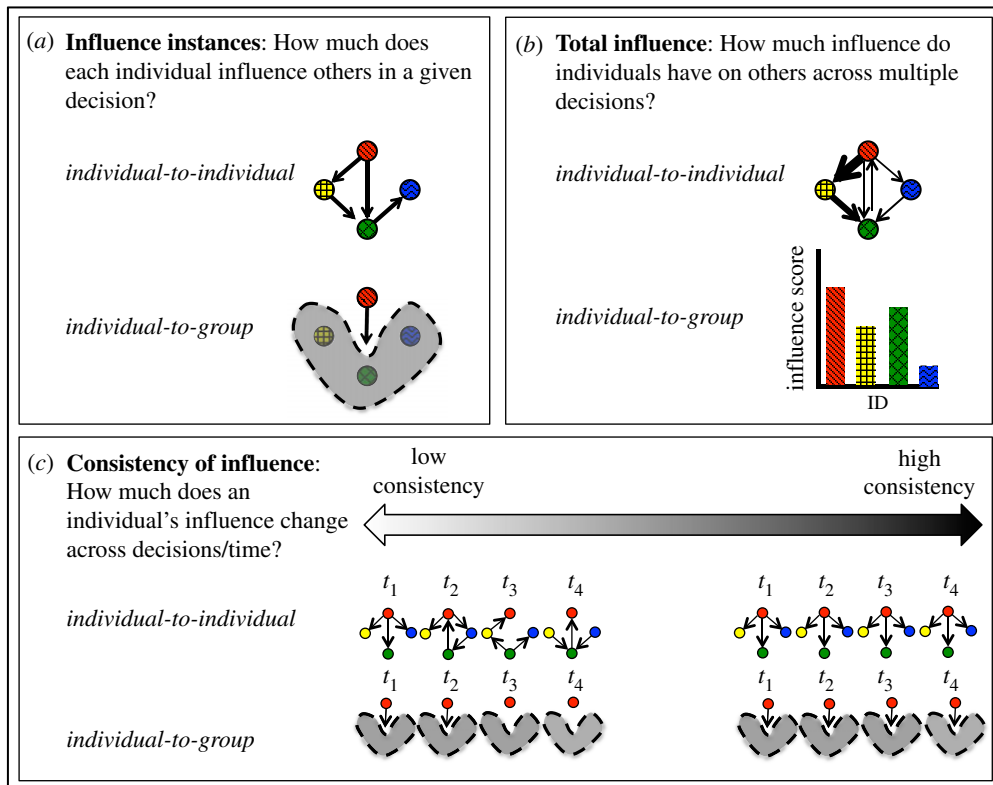 (a) Influence instances: How much does
each individual influence others in a given
decision?
individual-to-individual
individual-to-group
(b) Total influence: How much influence do
individuals have on others across multiple
decisions?
individual-to-individual
individual-to-group
influence score
ID
(c) Consistency of influence:
How much does an
individual's influence change
across decisions/time?
low
consistency
high
consistency
individual-to-individual
t1 t2 t3 t4 t1 t2 t3 t4
individual-to-group
t1 t2 t3 t4 t1 t2 t3 t4